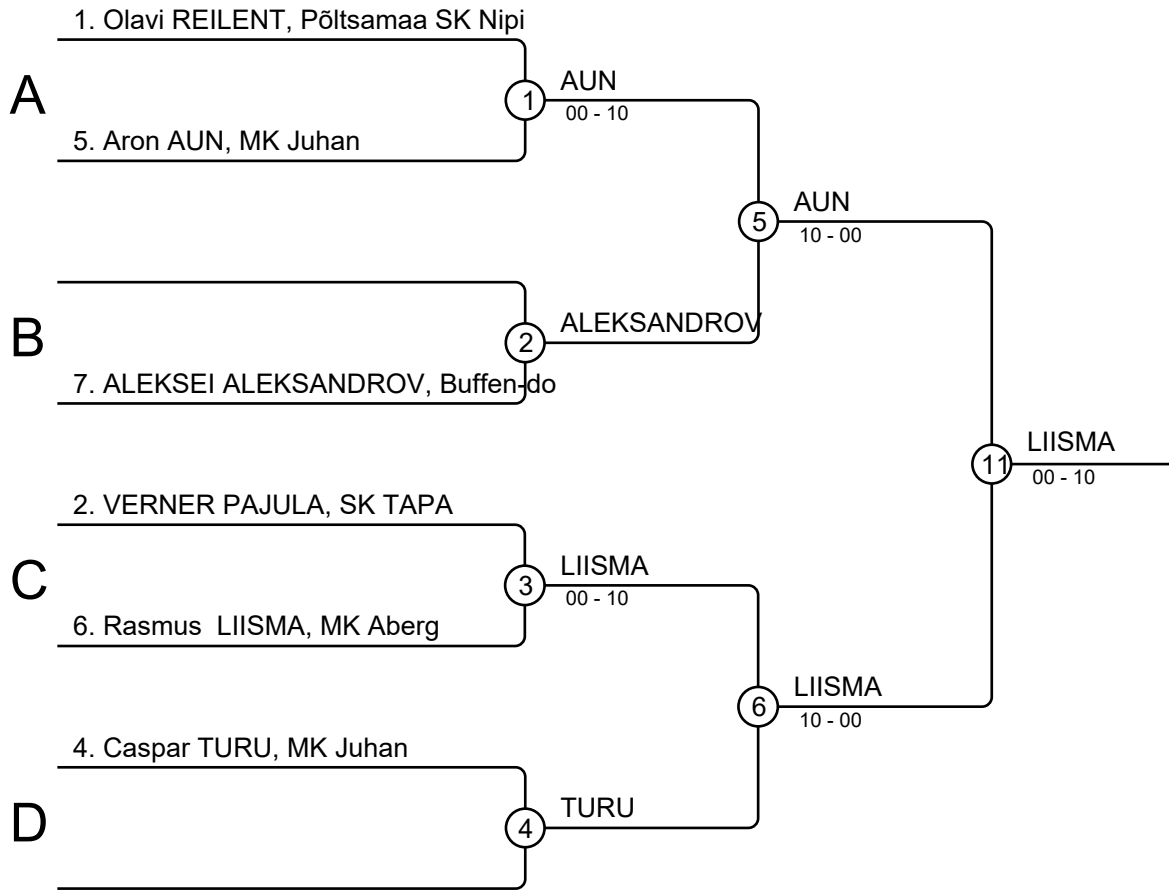 1. Olavi REILENT, Põltsamaa SK Nipi
A
1
AUN
00 - 10
5. Aron AUN, MK Juhan
5
AUN
10 - 00
B
2
ALEKSANDROV
7. ALEKSEI ALEKSANDROV, Buffen-do
11
LIISMA
00 - 10
2. VERNER PAJULA, SK TAPA
C
3
LIISMA
00 - 10
6. Rasmus  LIISMA, MK Aberg
6
LIISMA
10 - 00
4. Caspar TURU, MK Juhan
D
4
TURU